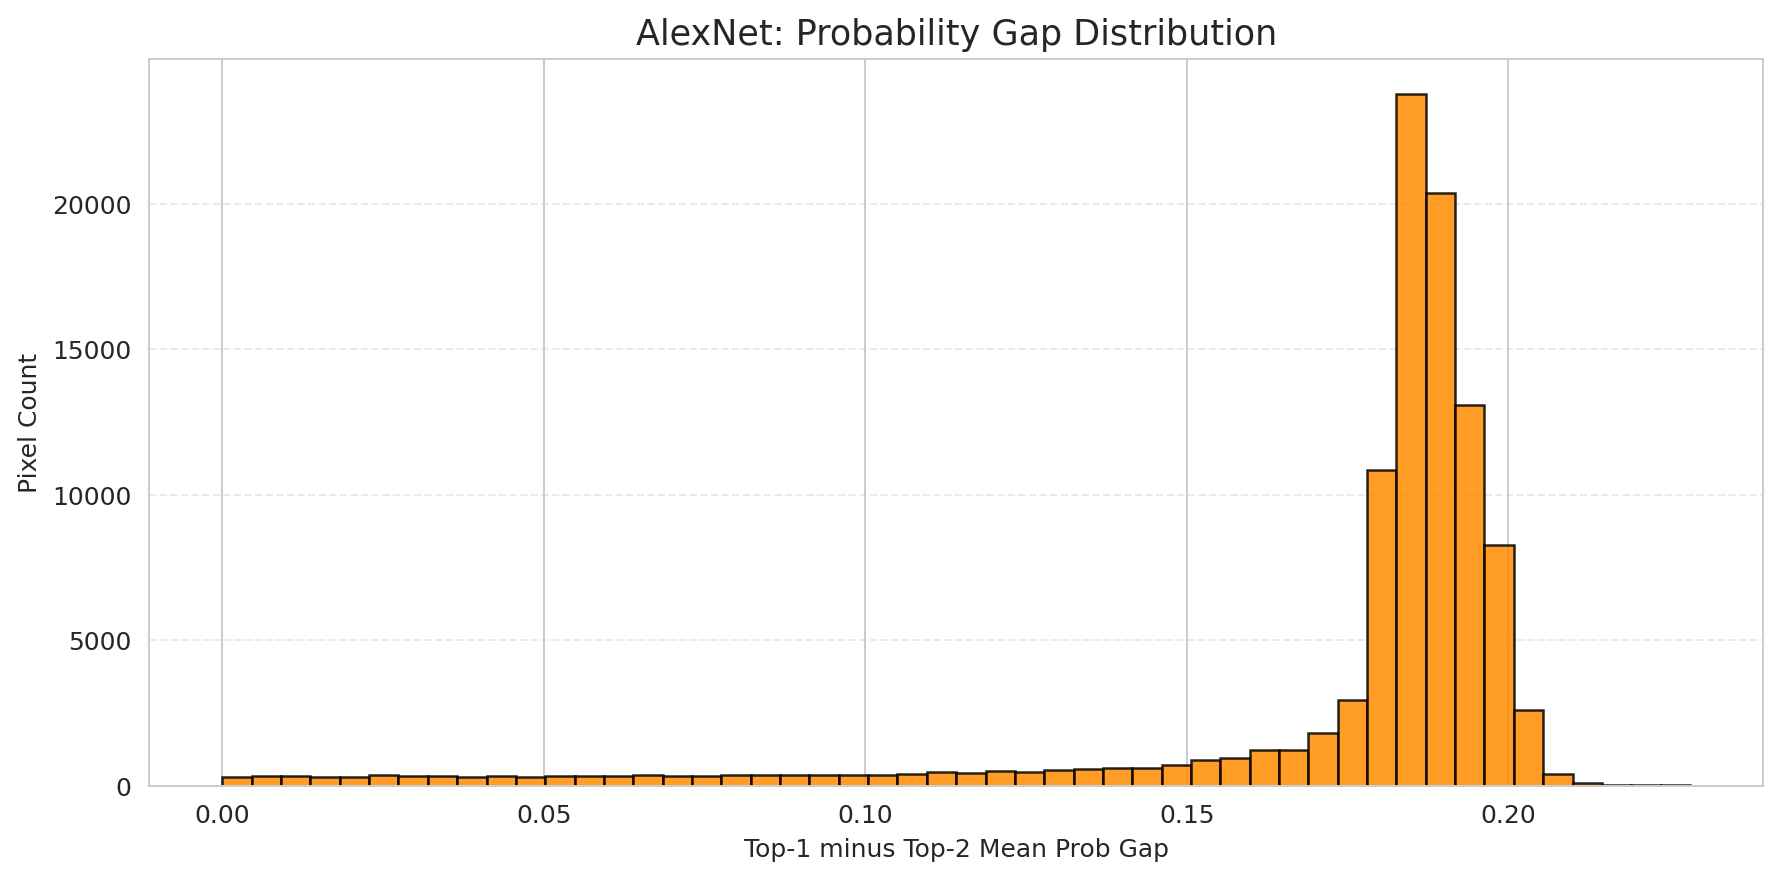 AlexNet: Probability Gap Distribution
Pixel Count
20000
15000
10000
5000
0
0.00 0.05 0.10 0.15 0.20
Top-1 minus Top-2 Mean Prob Gap